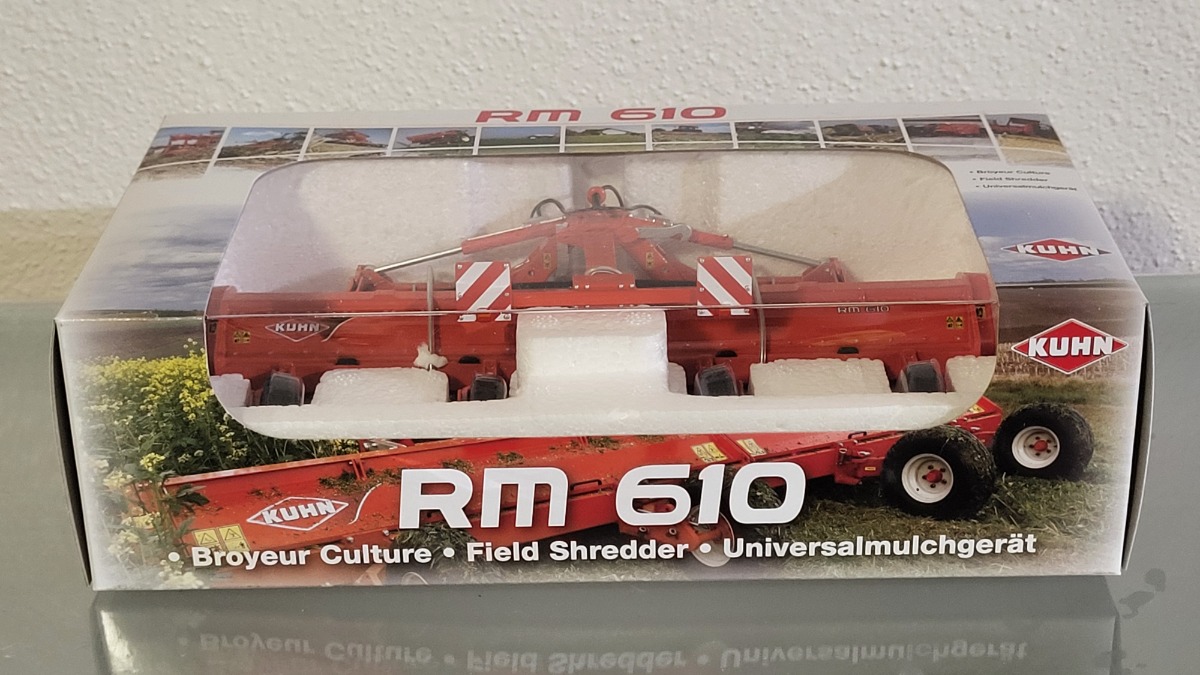 RM 610
• Broyeur Culture
• Field Shredder
• Universalmulchgerät
KUHN
KUHN
RM 610
KUHN
KUHN
RM 610
• Broyeur Culture • Field Shredder • Universalmulchgerät